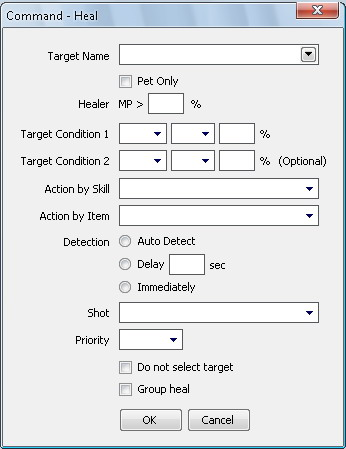 Command - Heal
Target Name
Pet Only
Healer MP > %
Target Condition 1 %
Target Condition 2 % (Optional)
Action by Skill
Action by Item
Detection Auto Detect
Delay sec
Immediately
Shot
Priority
Do not select target
Group heal
OK Cancel